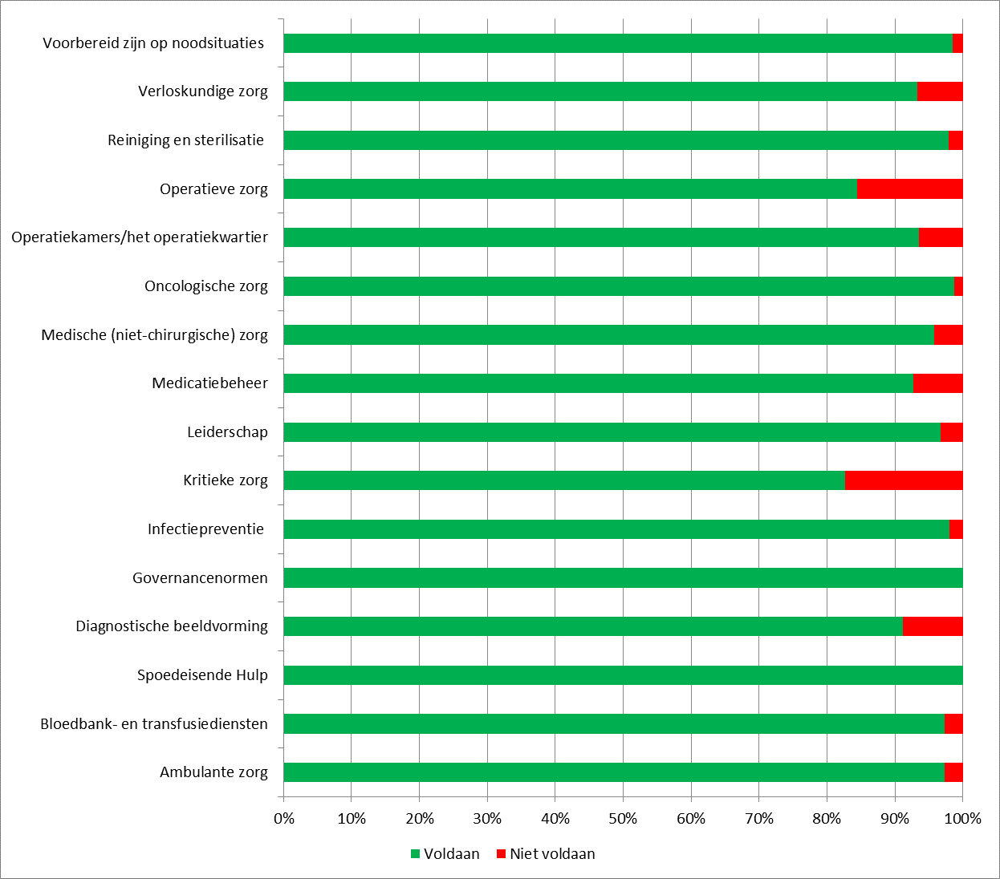 Voorbereid zijn op noodsituaties
Verloskundige zorg
Reiniging en sterilisatie
Operatieve zorg
Operatiekamers/het operatiekwartier
Oncologische zorg
Medische (niet-chirurgische) zorg
Medicatiebeheer
Leiderschap
Kritieke zorg
Infectiepreventie
Governancenormen
Diagnostische beeldvorming
Spoedeisende Hulp
Bloedbank- en transfusiediensten
Ambulante zorg
0% 10% 20% 30% 40% 50% 60% 70% 80% 90% 100%
Voldaan Niet voldaan